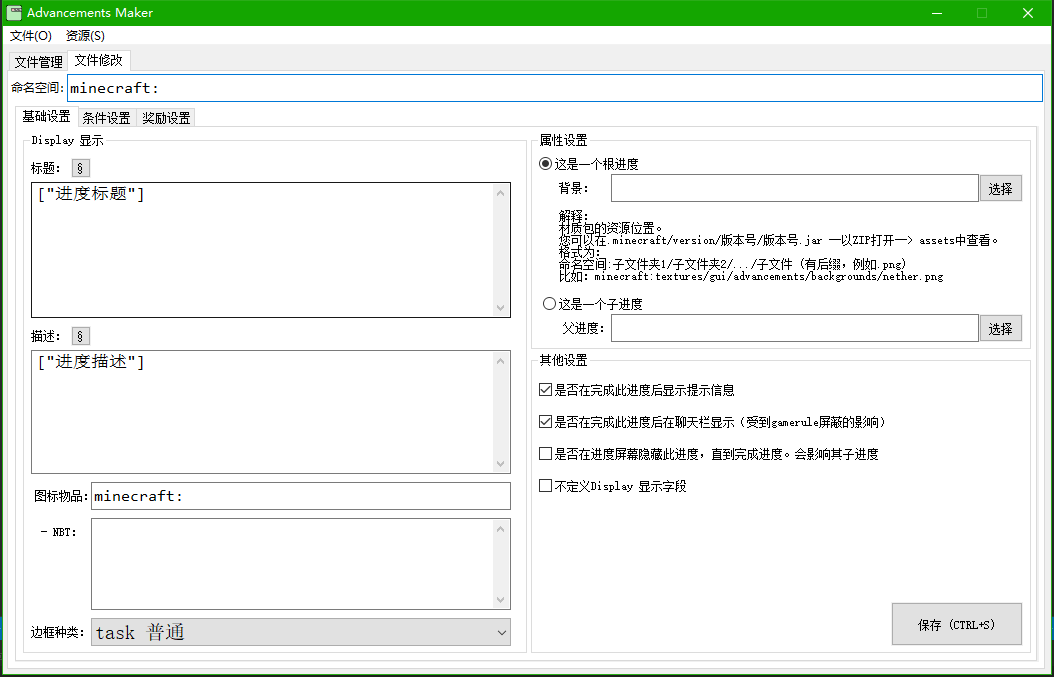 Advancements Maker
文件(O) 资源(S)
文件管理 文件修改
命名空间: minecraft:
基础设置 条件设置 奖励设置
Display 显示
标题: §
["进度标题"]
描述: §
["进度描述"]
图标物品: minecraft:
- NBT:
边框种类: task 普通
属性设置
这是一个根进度
背景: 选择
解释:
材质包的资源位置。
您可以在.minecraft/version/版本号/版本号.jar —以ZIP打开—> assets中查看。
格式为:
命名空间:子文件夹1/子文件夹2/.../子文件 (有后缀，例如.png)
比如: minecraft:textures/gui/advancements/backgrounds/nether.png
这是一个子进度
父进度: 选择
其他设置
是否在完成此进度后显示提示信息
是否在完成此进度后在聊天栏显示（受到gamerule屏蔽的影响）
是否在进度屏幕隐藏此进度，直到完成进度。会影响其子进度
不定义Display 显示字段
保存 (CTRL+S)